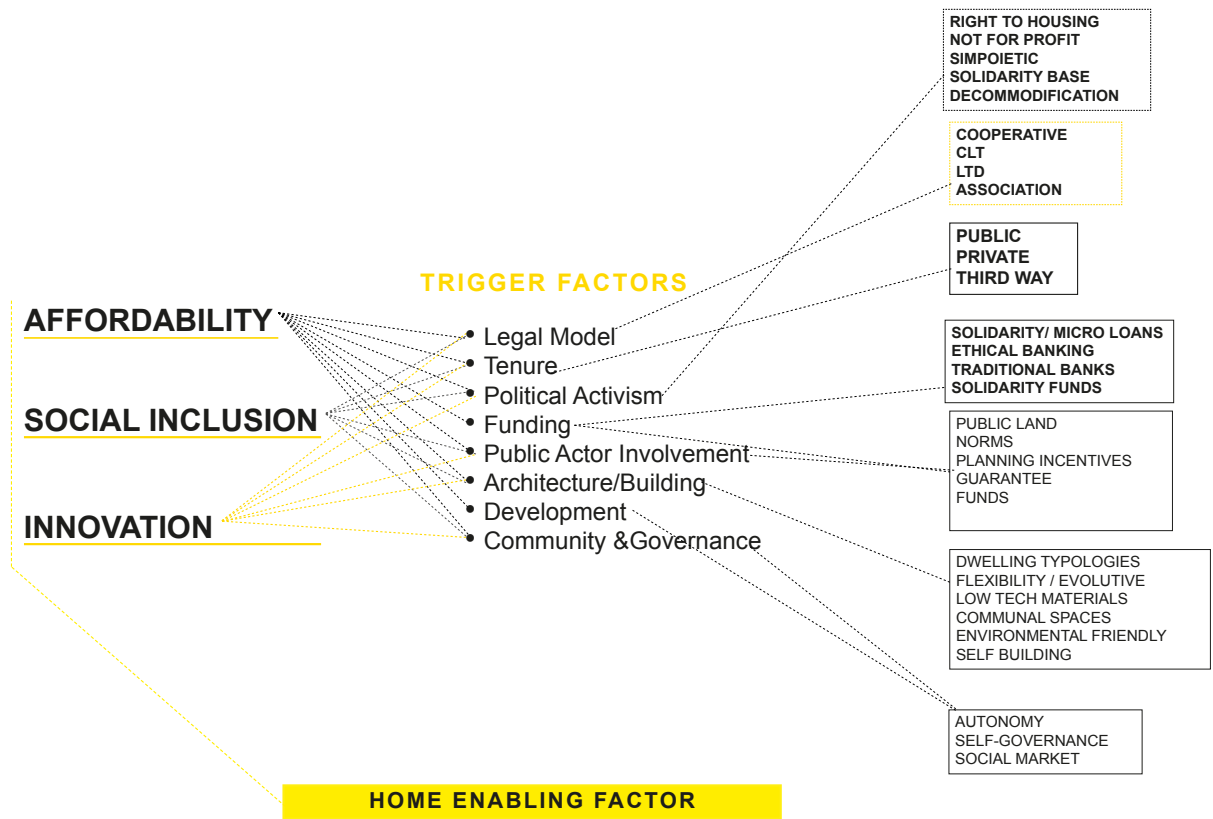 AFFORDABILITY
SOCIAL INCLUSION
INNOVATION
TRIGGER FACTORS
Legal Model
Tenure
Political Activism
Funding
Public Actor Involvement
Architecture/Building
Development
Community &Governance
RIGHT TO HOUSING
NOT FOR PROFIT
SIMPOIETIC
SOLIDARITY BASE
DECOMMODIFICATION
COOPERATIVE
CLT
LTD
ASSOCIATION
PUBLIC
PRIVATE
THIRD WAY
SOLIDARITY/ MICRO LOANS
ETHICAL BANKING
TRADITIONAL BANKS
SOLIDARITY FUNDS
PUBLIC LAND
NORMS
PLANNING INCENTIVES
GUARANTEE
FUNDS
DWELLING TYPOLOGIES
FLEXIBILITY / EVOLUTIVE
LOW TECH MATERIALS
COMMUNAL SPACES
ENVIRONMENTAL FRIENDLY
SELF BUILDING
AUTONOMY
SELF-GOVERNANCE
SOCIAL MARKET
HOME ENABLING FACTOR